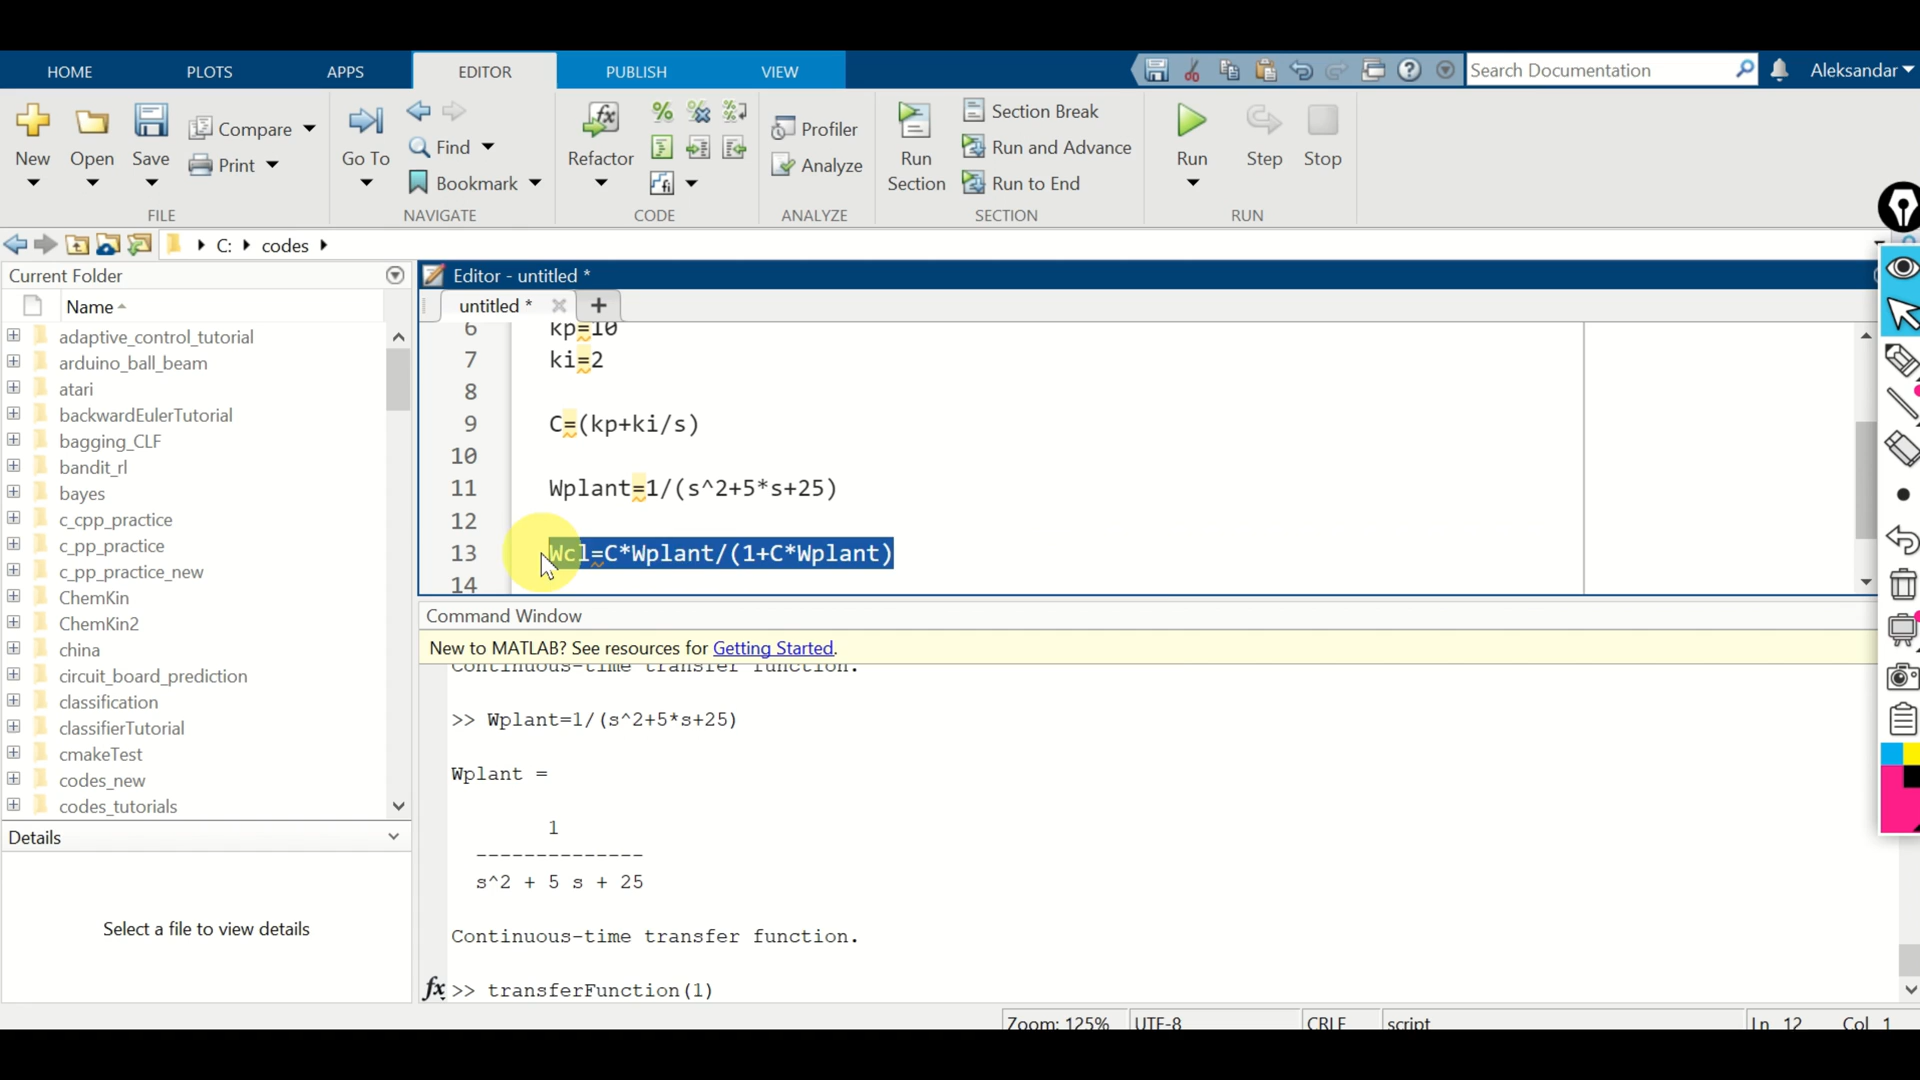 HOME PLOTS APPS EDITOR PUBLISH VIEW Search Documentation Aleksandar
New Open Save Compare Print Go To Find Bookmark Refactor Profiler Analyze Run Section Section Break Run and Advance Run to End Run Step Stop
FILE NAVIGATE CODE ANALYZE SECTION RUN
C: codes
Current Folder
Name
adaptive_control_tutorial
arduino_ball_beam
atari
backwardEulerTutorial
bagging_CLF
bandit_rl
bayes
c_cpp_practice
c_pp_practice
c_pp_practice_new
ChemKin
ChemKin2
china
circuit_board_prediction
classification
classifierTutorial
cmakeTest
codes_new
codes_tutorials
Details
Select a file to view details
Editor - untitled *
untitled *
6 kp=10
7 ki=2
8
9 C=(kp+ki/s)
10
11 Wplant=1/(s^2+5*s+25)
12
13 Wcl=C*Wplant/(1+C*Wplant)
14
Command Window
New to MATLAB? See resources for Getting Started.
Continuous-time transfer function.
>> Wplant=1/(s^2+5*s+25)
Wplant =
1
--------------
s^2 + 5 s + 25
Continuous-time transfer function.
fx >> transferFunction(1)
Zoom: 125% UTF-8 CRLF script Ln 12 Col 1